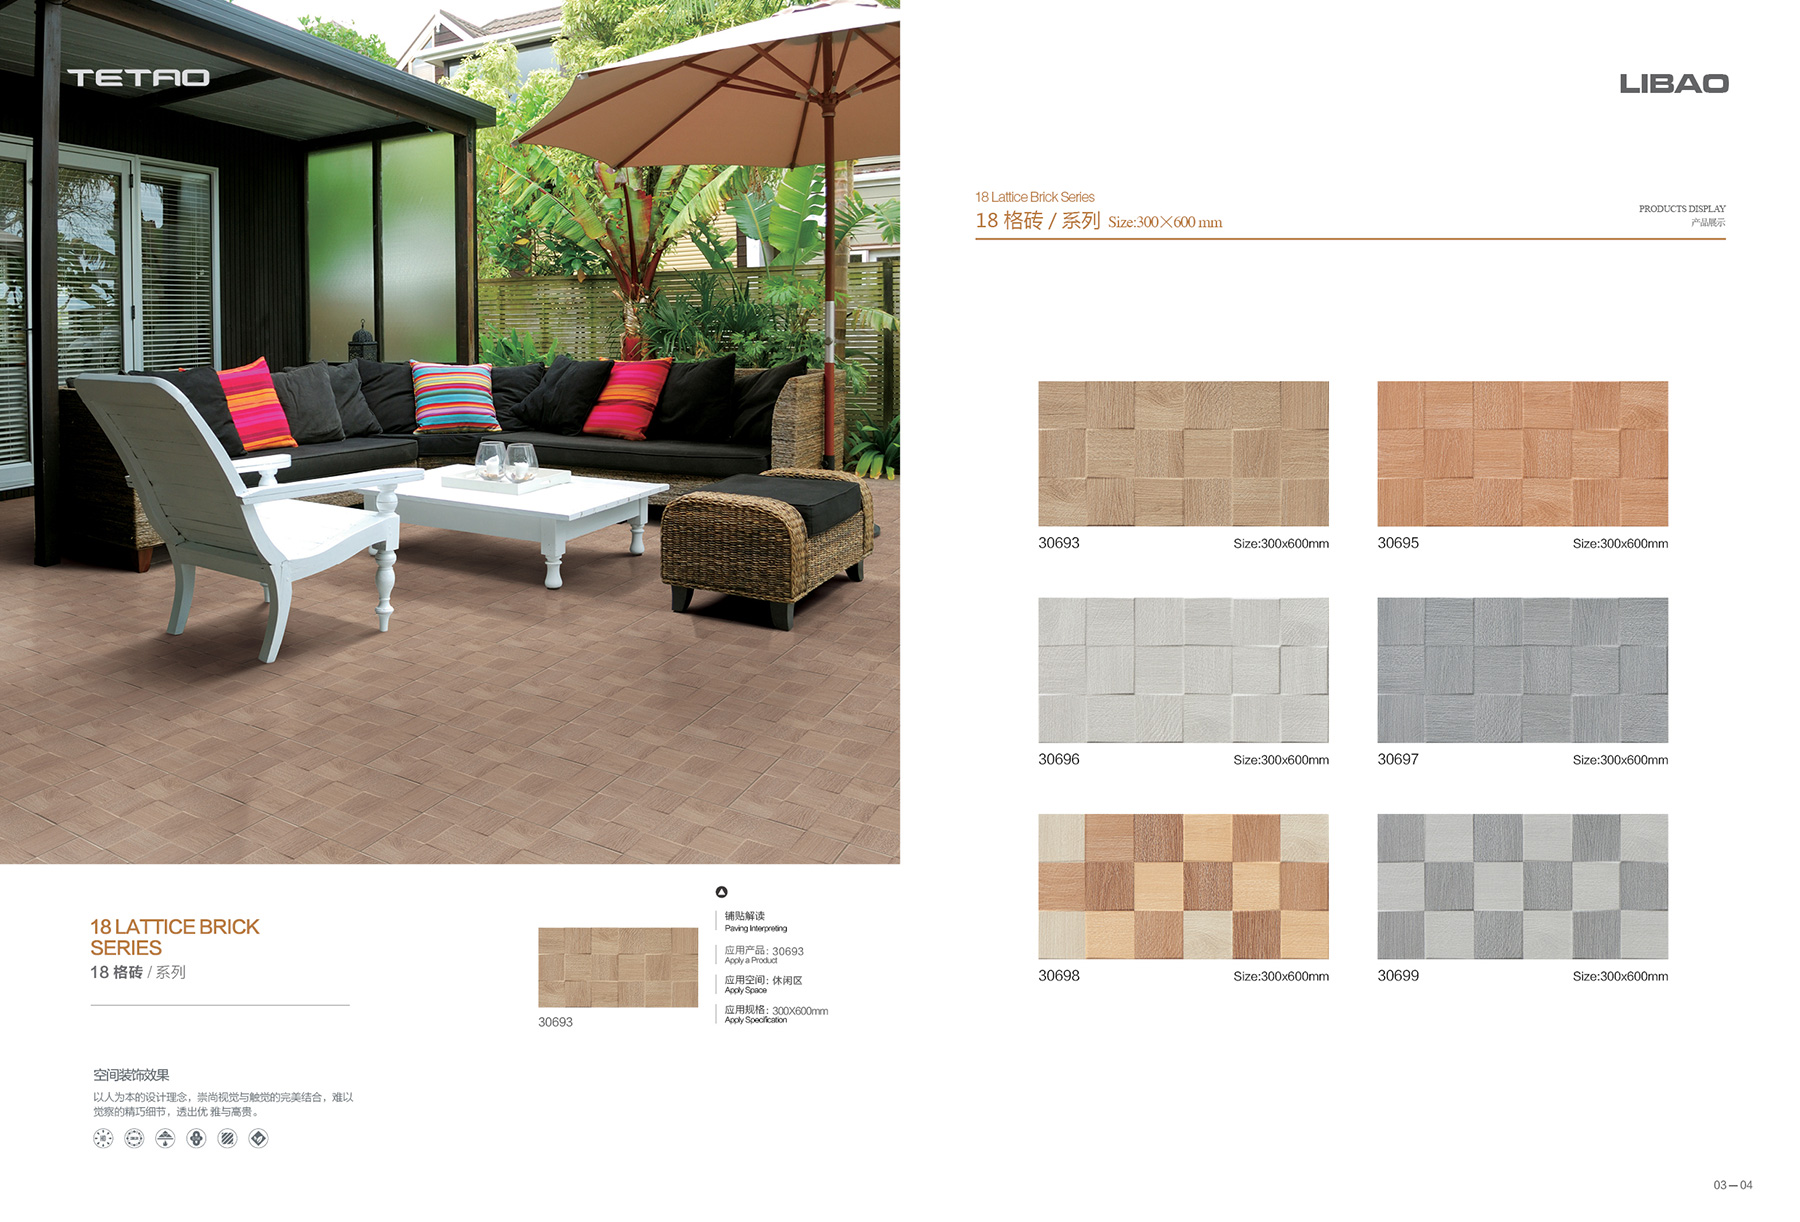 TETAO
18 LATTICE BRICK
SERIES
18 格砖 / 系列
空间装饰效果
以人为本的设计理念，崇尚视觉与触觉的完美结合，难以
觉察的精巧细节，透出优 雅与高贵。
30693
铺贴解读
Paving Interpreting
应用产品：30693
Apply a Product
应用空间：休闲区
Apply Space
应用规格：300X600mm
Apply Specification
LIBAO
18 Lattice Brick Series
18 格砖 / 系列 Size:300×600 mm
PRODUCTS DISPLAY
产品展示
30693 Size:300x600mm
30695 Size:300x600mm
30696 Size:300x600mm
30697 Size:300x600mm
30698 Size:300x600mm
30699 Size:300x600mm
03—04